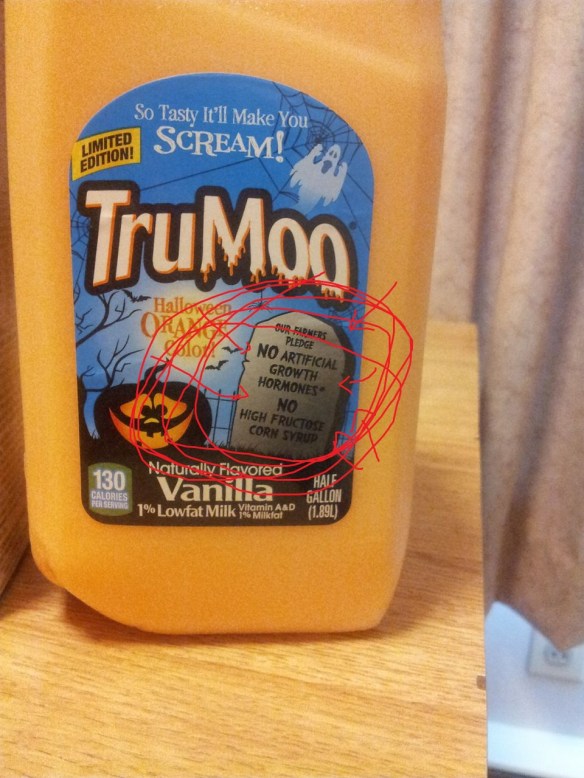 So Tasty It'll Make You
SCREAM!
LIMITED
EDITION!
TruMoo
Halloween
ORANGE
Color!
OUR FARMERS
PLEDGE
NO ARTIFICIAL
GROWTH
HORMONES*
NO
HIGH FRUCTOSE
CORN SYRUP
130
CALORIES
PER SERVING
Naturally Flavored
Vanilla
1% Lowfat Milk
Vitamin A&D
1% Milkfat
HALF
GALLON
(1.89L)